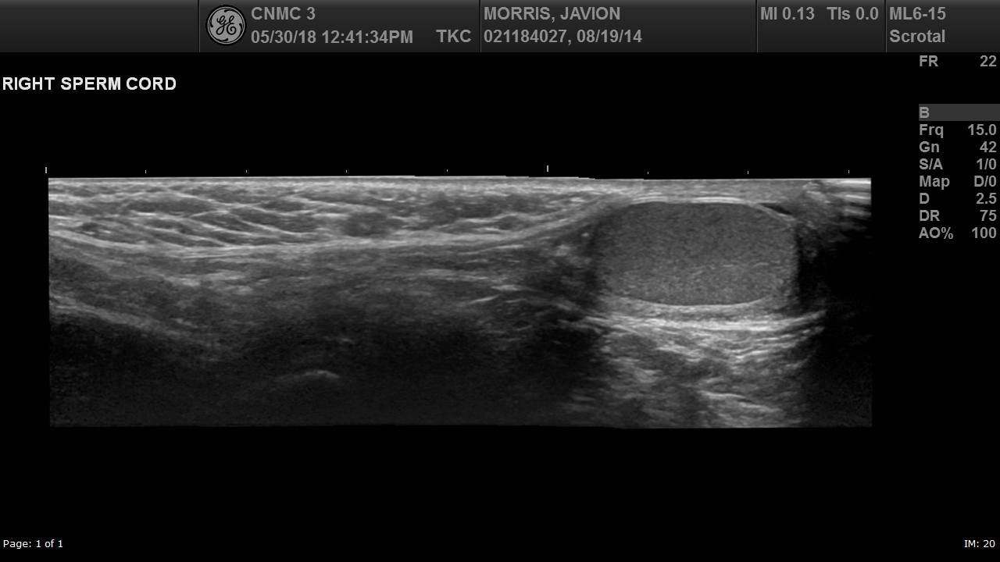 CNMC 3
05/30/18 12:41:34PM TKC
MORRIS, JAVION
021184027, 08/19/14
MI 0.13 TIs 0.0
ML6-15
Scrotal
FR 22
RIGHT SPERM CORD
B
Frq 15.0
Gn 42
S/A 1/0
Map D/0
D 2.5
DR 75
AO% 100
Page: 1 of 1
IM: 20